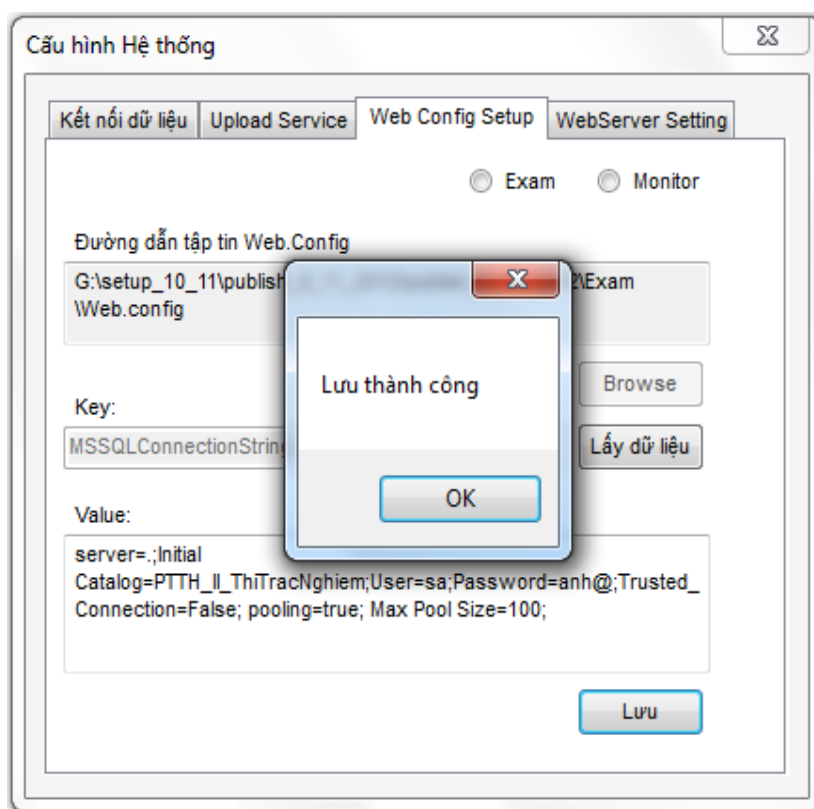 Cấu hình Hệ thống
Kết nối dữ liệu Upload Service Web Config Setup WebServer Setting
Exam Monitor
Đường dẫn tập tin Web.Config
G:\setup_10_11\publish 2\Exam
\Web.config
Lưu thành công
Browse
Key:
MSSQLConnectionString
Lấy dữ liệu
OK
Value:
server=.;Initial
Catalog=PTTH_II_ThiTracNghiem;User=sa;Password=anh@;Trusted_
Connection=False; pooling=true; Max Pool Size=100;
Lưu